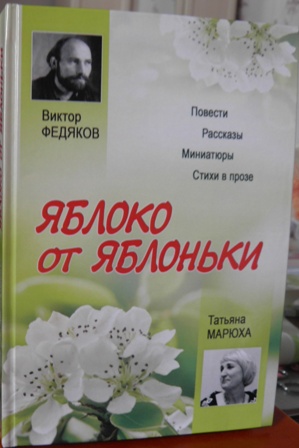 Виктор
ФЕДЯКОВ
Повести
Рассказы
Миниатюры
Стихи в прозе
ЯБЛОКО
от ЯБЛОНЬКИ
Татьяна
МАРЮХА